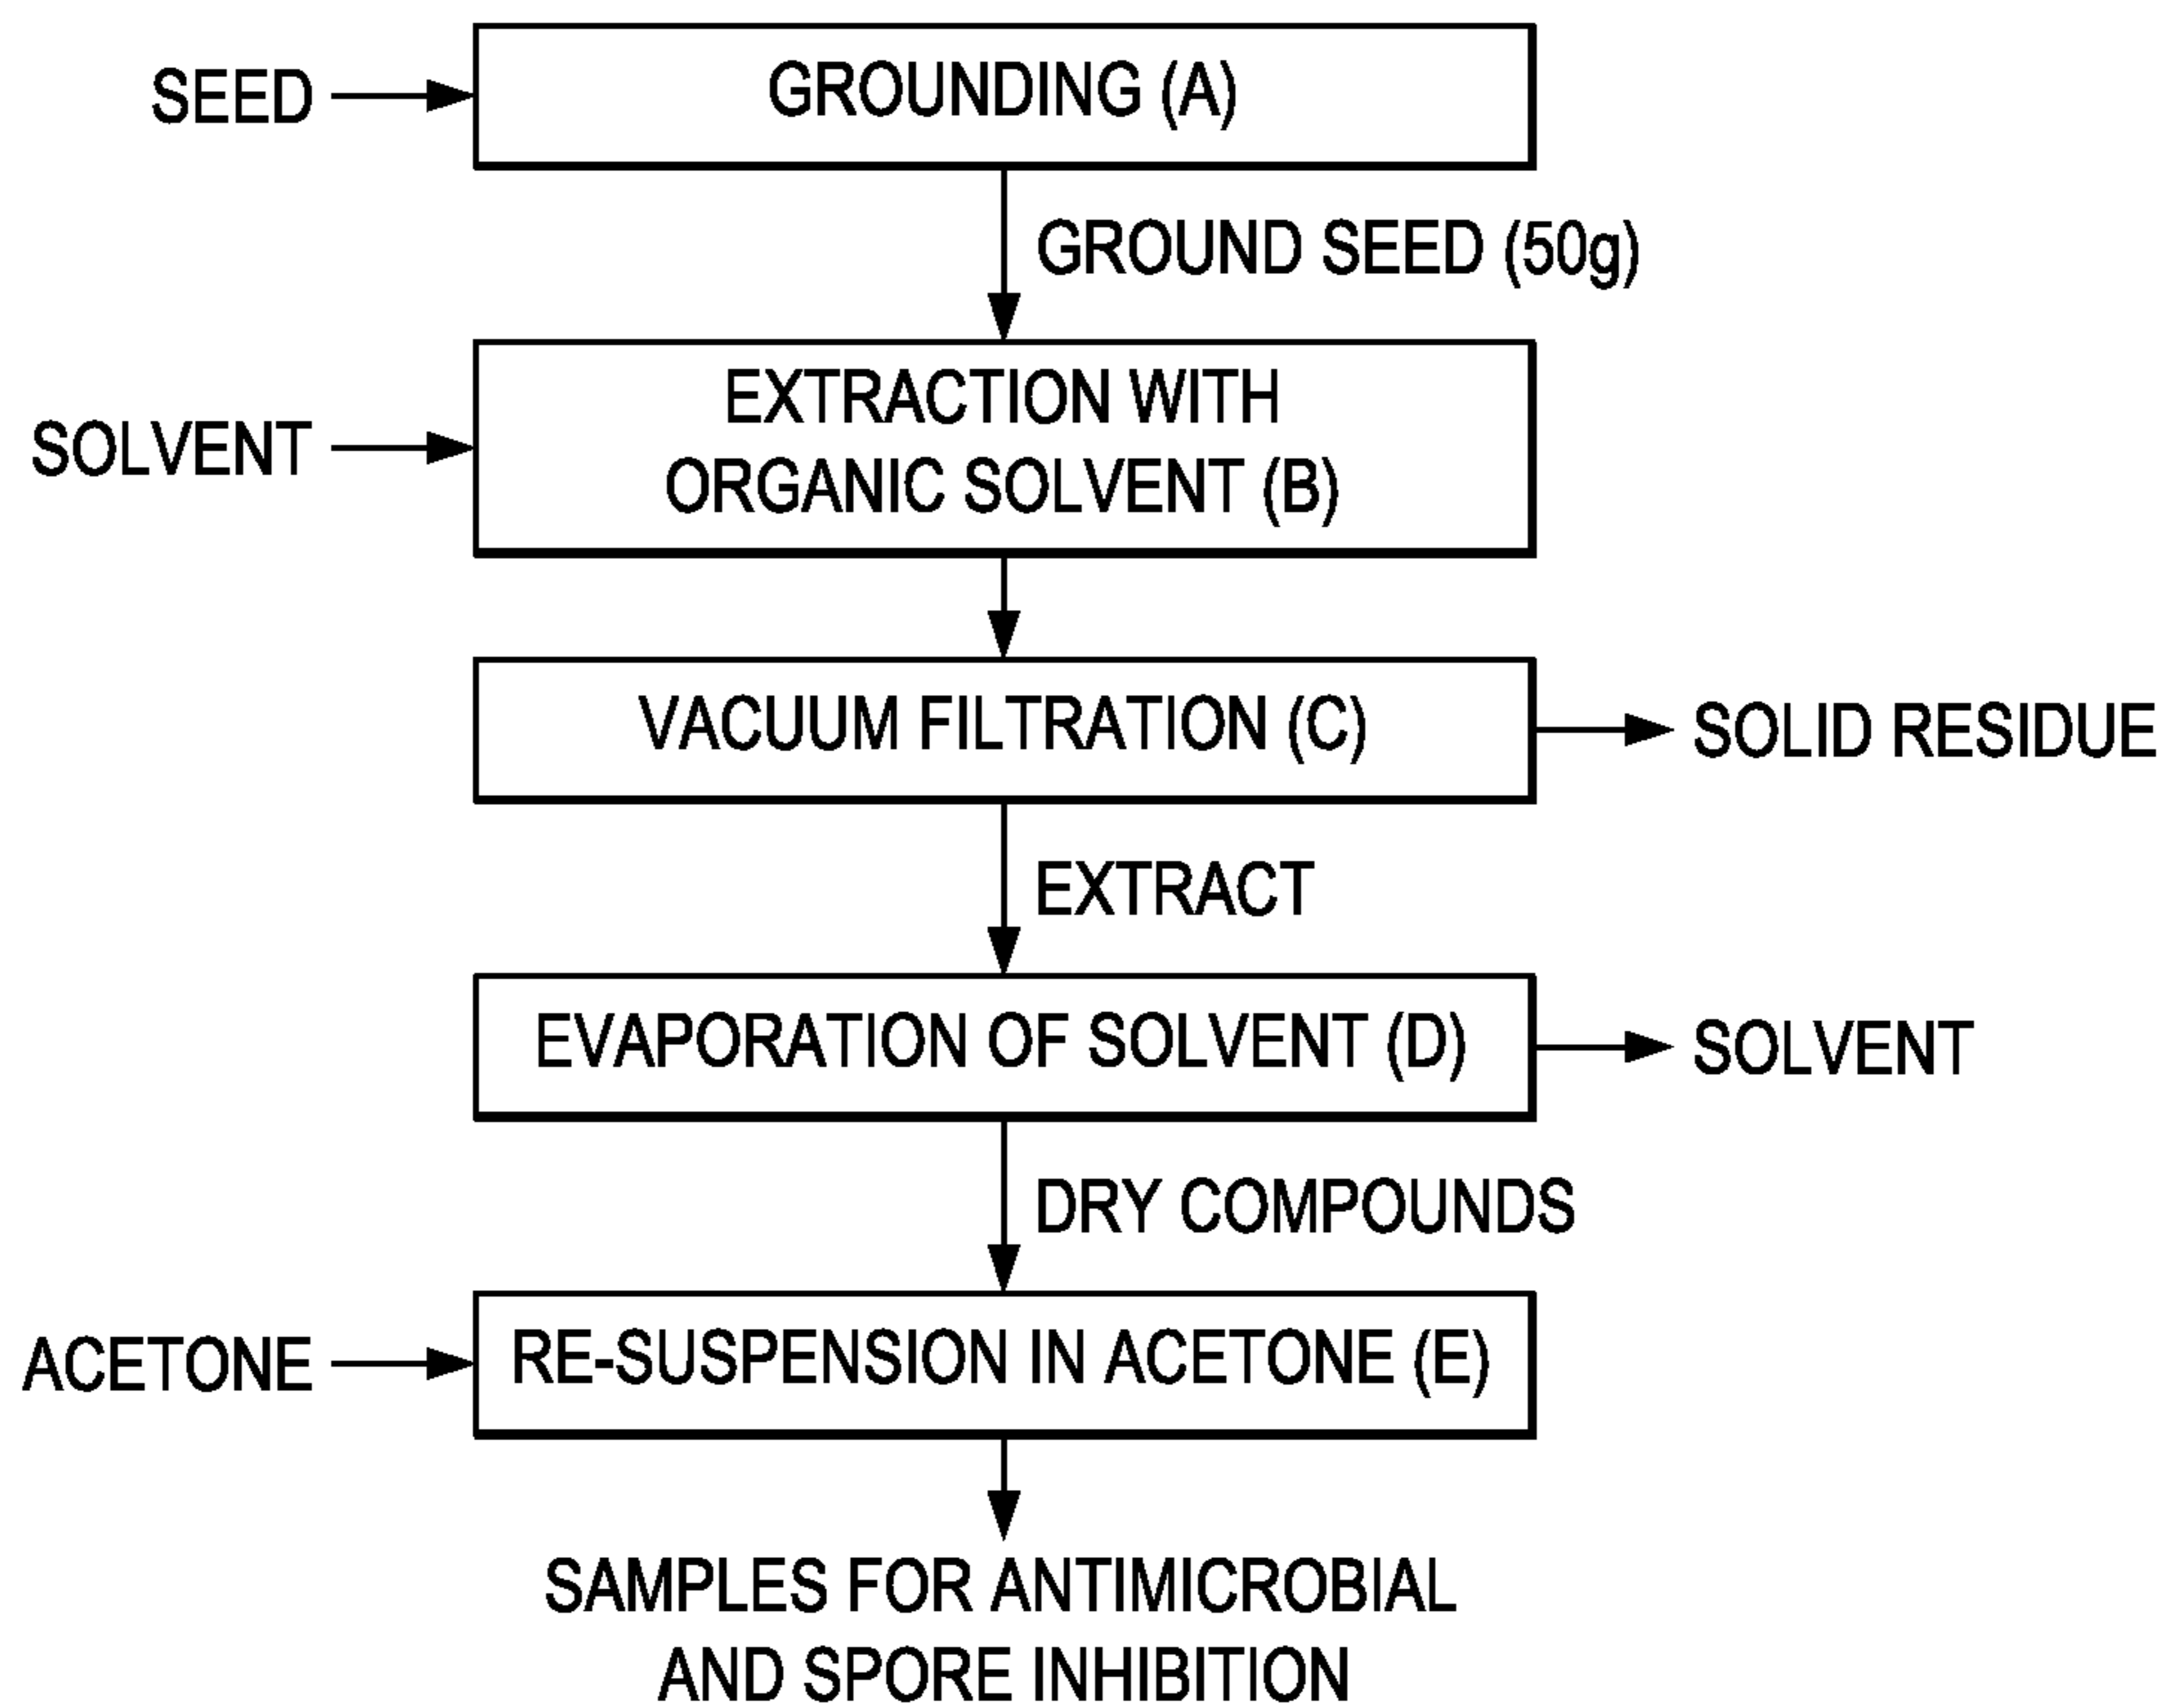 SEED
GROUNDING (A)
GROUND SEED (50g)
SOLVENT
EXTRACTION WITH
ORGANIC SOLVENT (B)
VACUUM FILTRATION (C)
SOLID RESIDUE
EXTRACT
EVAPORATION OF SOLVENT (D)
SOLVENT
DRY COMPOUNDS
ACETONE
RE-SUSPENSION IN ACETONE (E)
SAMPLES FOR ANTIMICROBIAL
AND SPORE INHIBITION